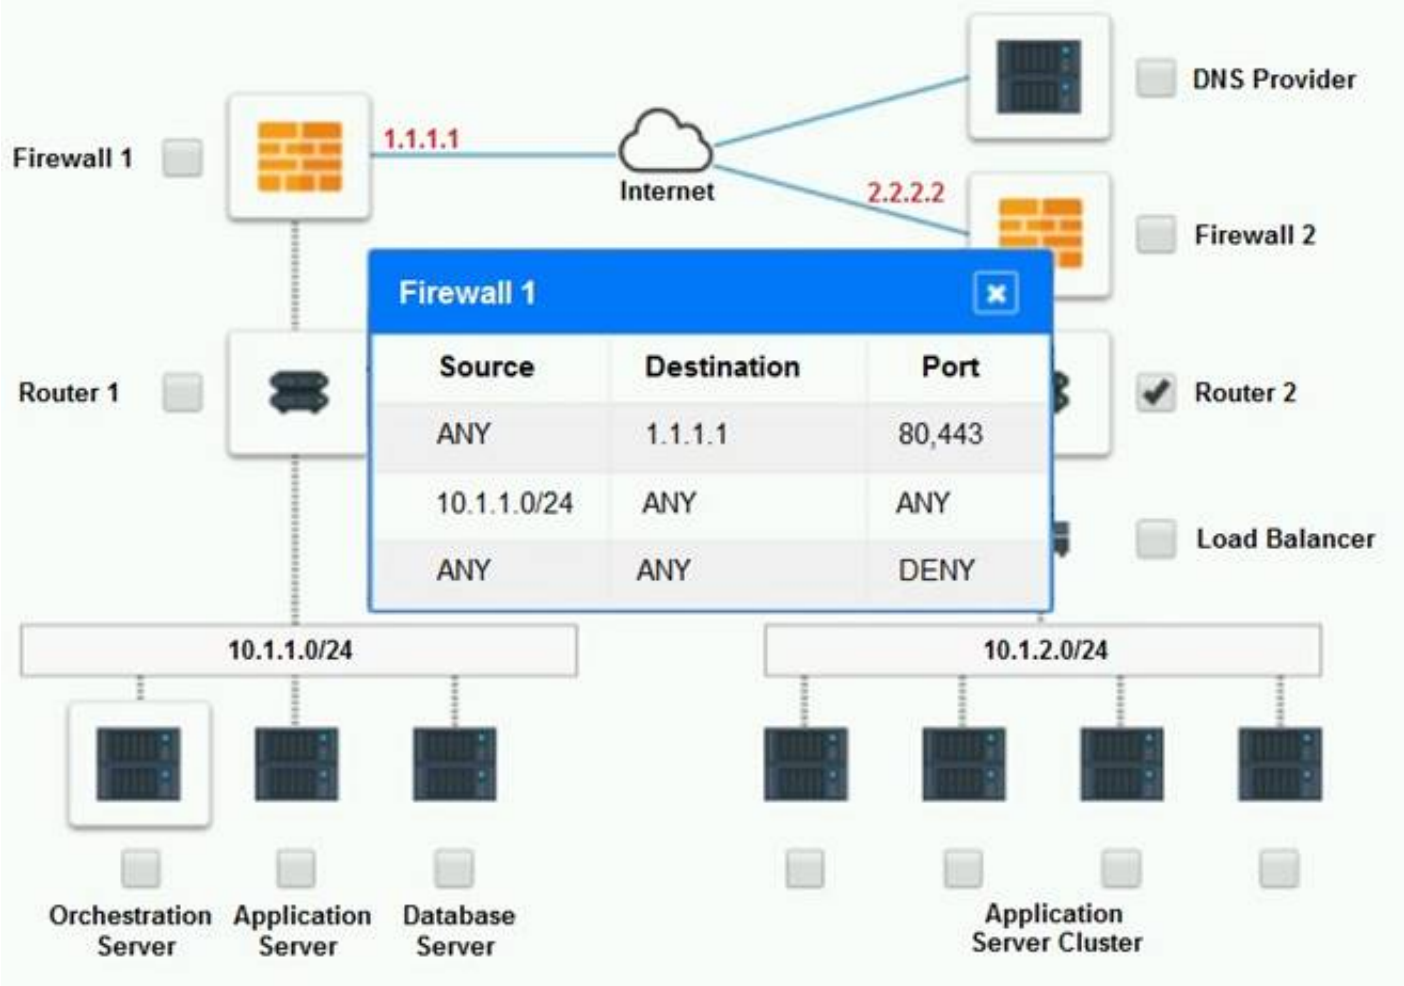 DNS Provider
Firewall 1
1.1.1.1
Internet
2.2.2.2
Firewall 2
Firewall 1
Source Destination Port
ANY 1.1.1.1 80,443
10.1.1.0/24 ANY ANY
ANY ANY DENY
Router 1
Router 2
Load Balancer
10.1.1.0/24
10.1.2.0/24
Orchestration
Server
Application
Server
Database
Server
Application
Server Cluster